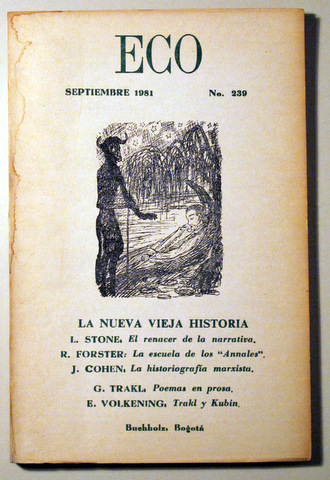 ECO
SEPTIEMBRE 1981 No. 239
LA NUEVA VIEJA HISTORIA
L. STONE: El renacer de la narrativa.
R. FORSTER: La escuela de los "Annales".
J. COHEN: La historiografía marxista.
G. TRAKL: Poemas en prosa.
E. VOLKENING: Trakl y Kubin.
Buchholz, Bogotá